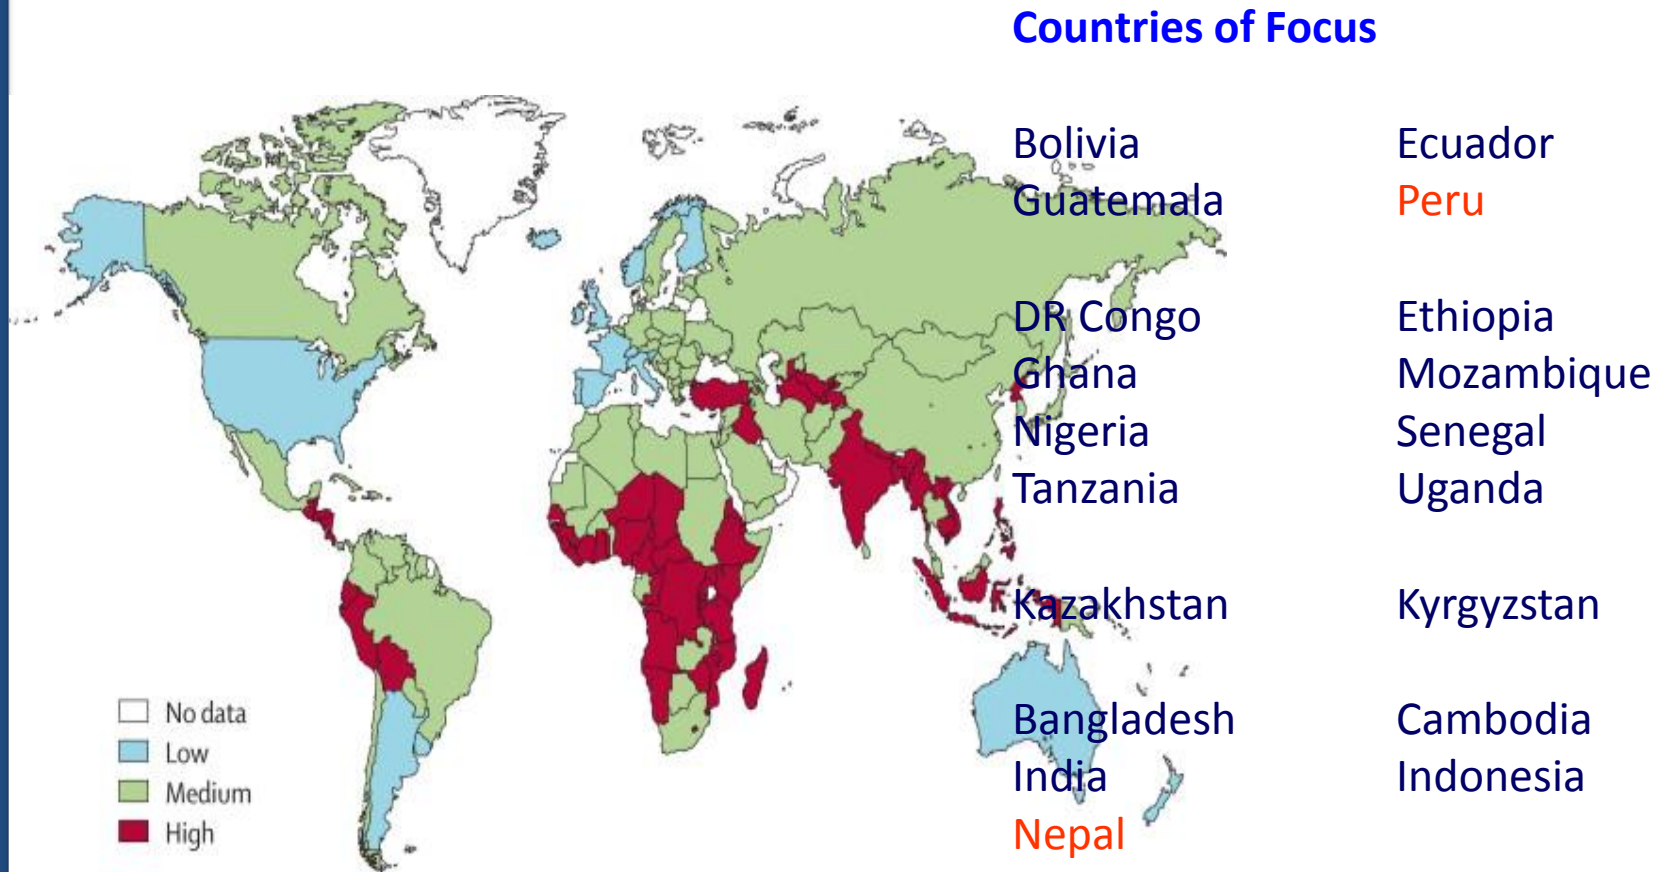 Countries of Focus
Bolivia Ecuador
Guatemala Peru
DR Congo Ethiopia
Ghana Mozambique
Nigeria Senegal
Tanzania Uganda
Kazakhstan Kyrgyzstan
Bangladesh Cambodia
India Indonesia
Nepal
No data
Low
Medium
High